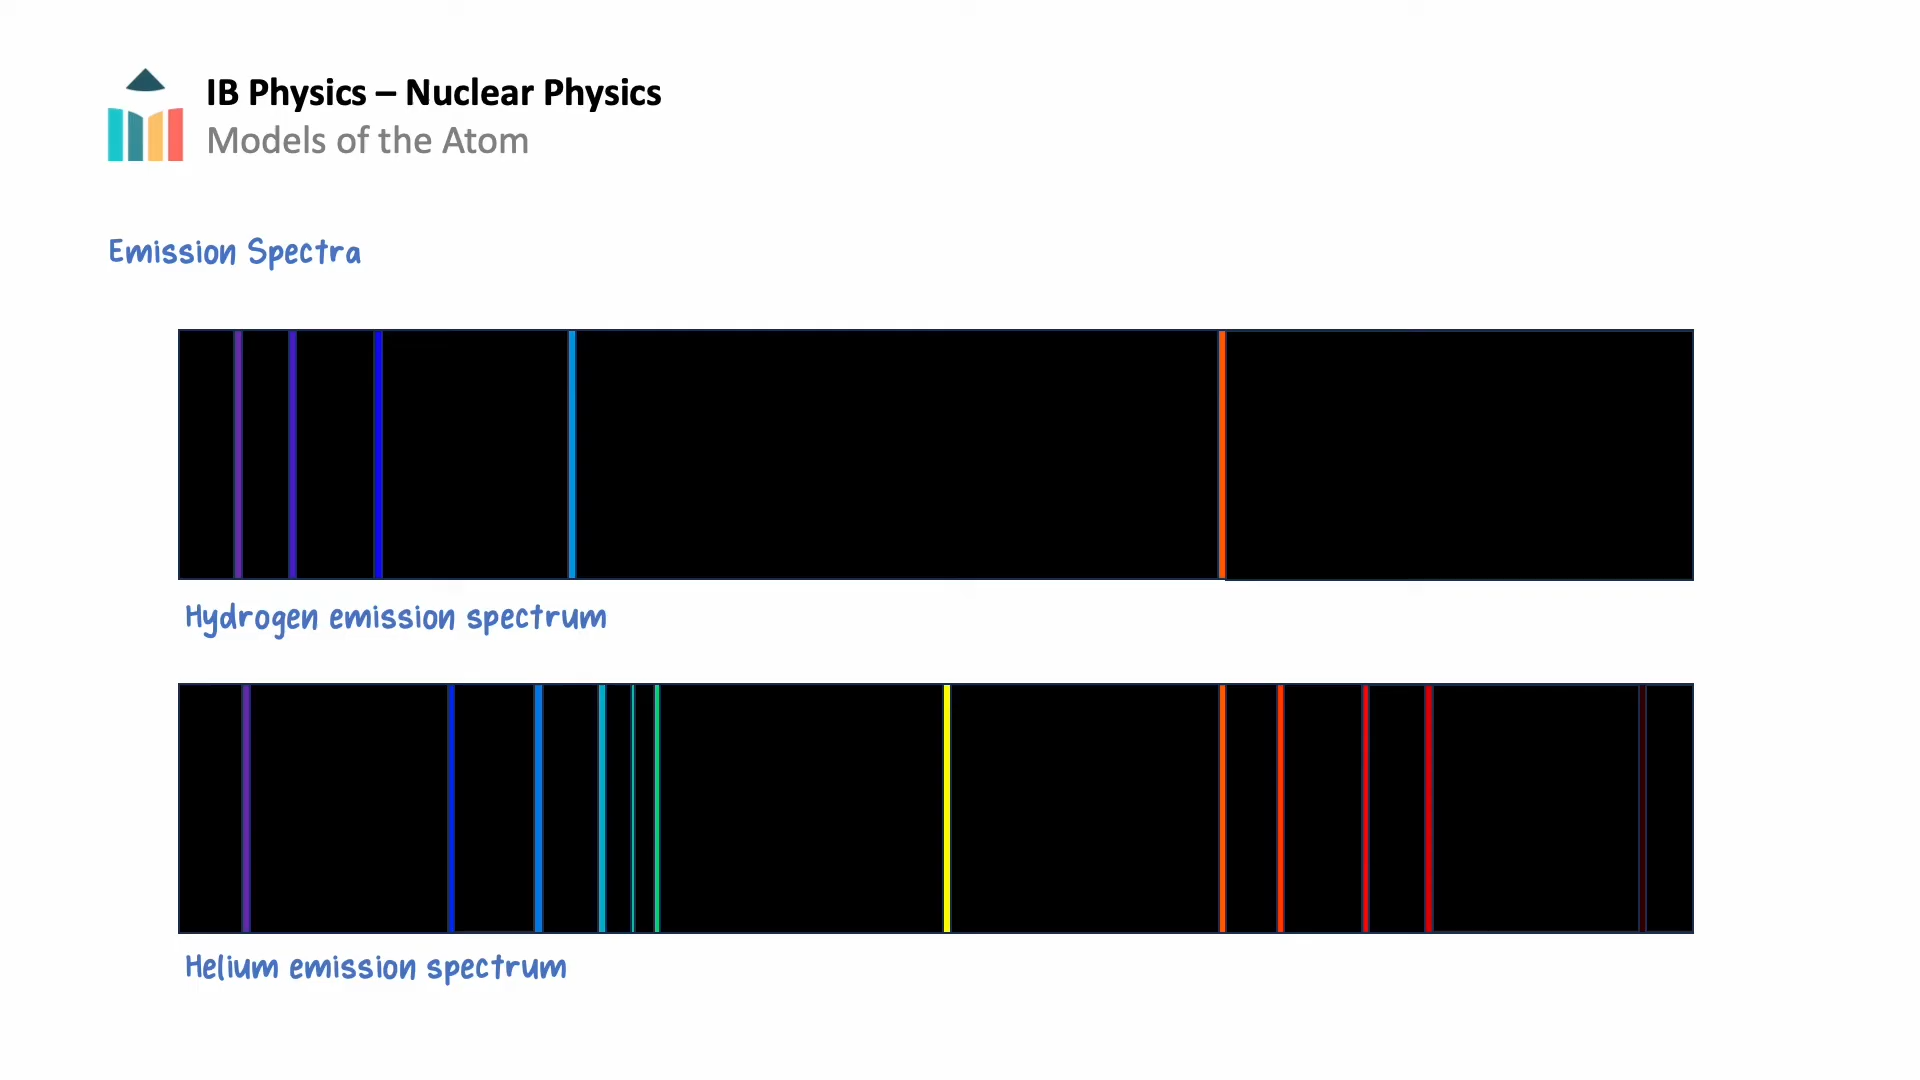 IB Physics – Nuclear Physics
Models of the Atom
Emission Spectra
Hydrogen emission spectrum
Helium emission spectrum